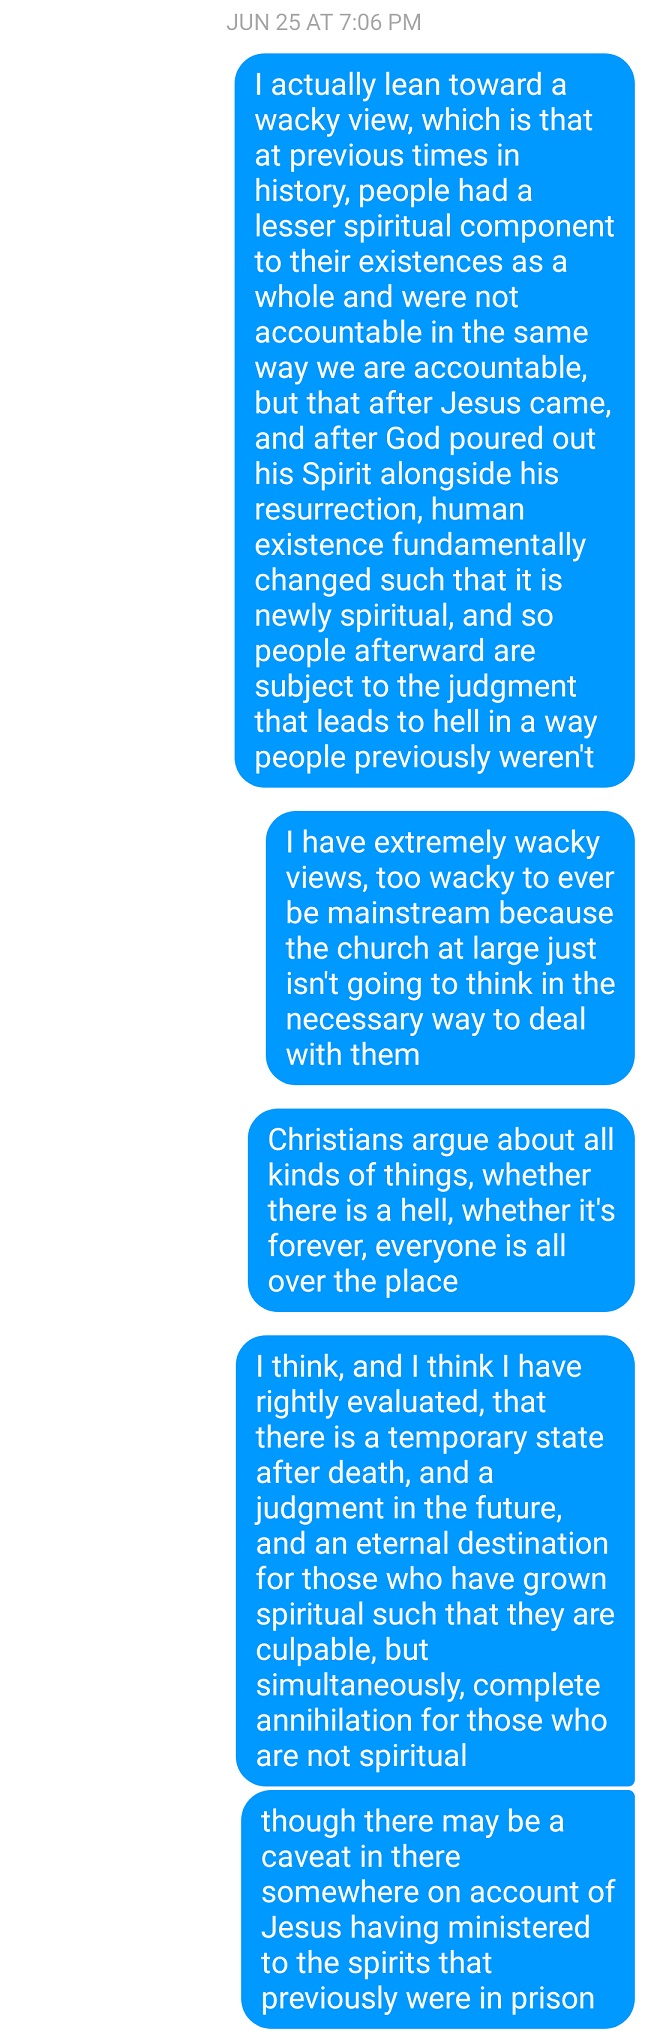 JUN 25 AT 7:06 PM
I actually lean toward a
wacky view, which is that
at previous times in
history, people had a
lesser spiritual component
to their existences as a
whole and were not
accountable in the same
way we are accountable,
but that after Jesus came,
and after God poured out
his Spirit alongside his
resurrection, human
existence fundamentally
changed such that it is
newly spiritual, and so
people afterward are
subject to the judgment
that leads to hell in a way
people previously weren't
I have extremely wacky
views, too wacky to ever
be mainstream because
the church at large just
isn't going to think in the
necessary way to deal
with them
Christians argue about all
kinds of things, whether
there is a hell, whether it's
forever, everyone is all
over the place
I think, and I think I have
rightly evaluated, that
there is a temporary state
after death, and a
judgment in the future,
and an eternal destination
for those who have grown
spiritual such that they are
culpable, but
simultaneously, complete
annihilation for those who
are not spiritual
though there may be a
caveat in there
somewhere on account of
Jesus having ministered
to the spirits that
previously were in prison